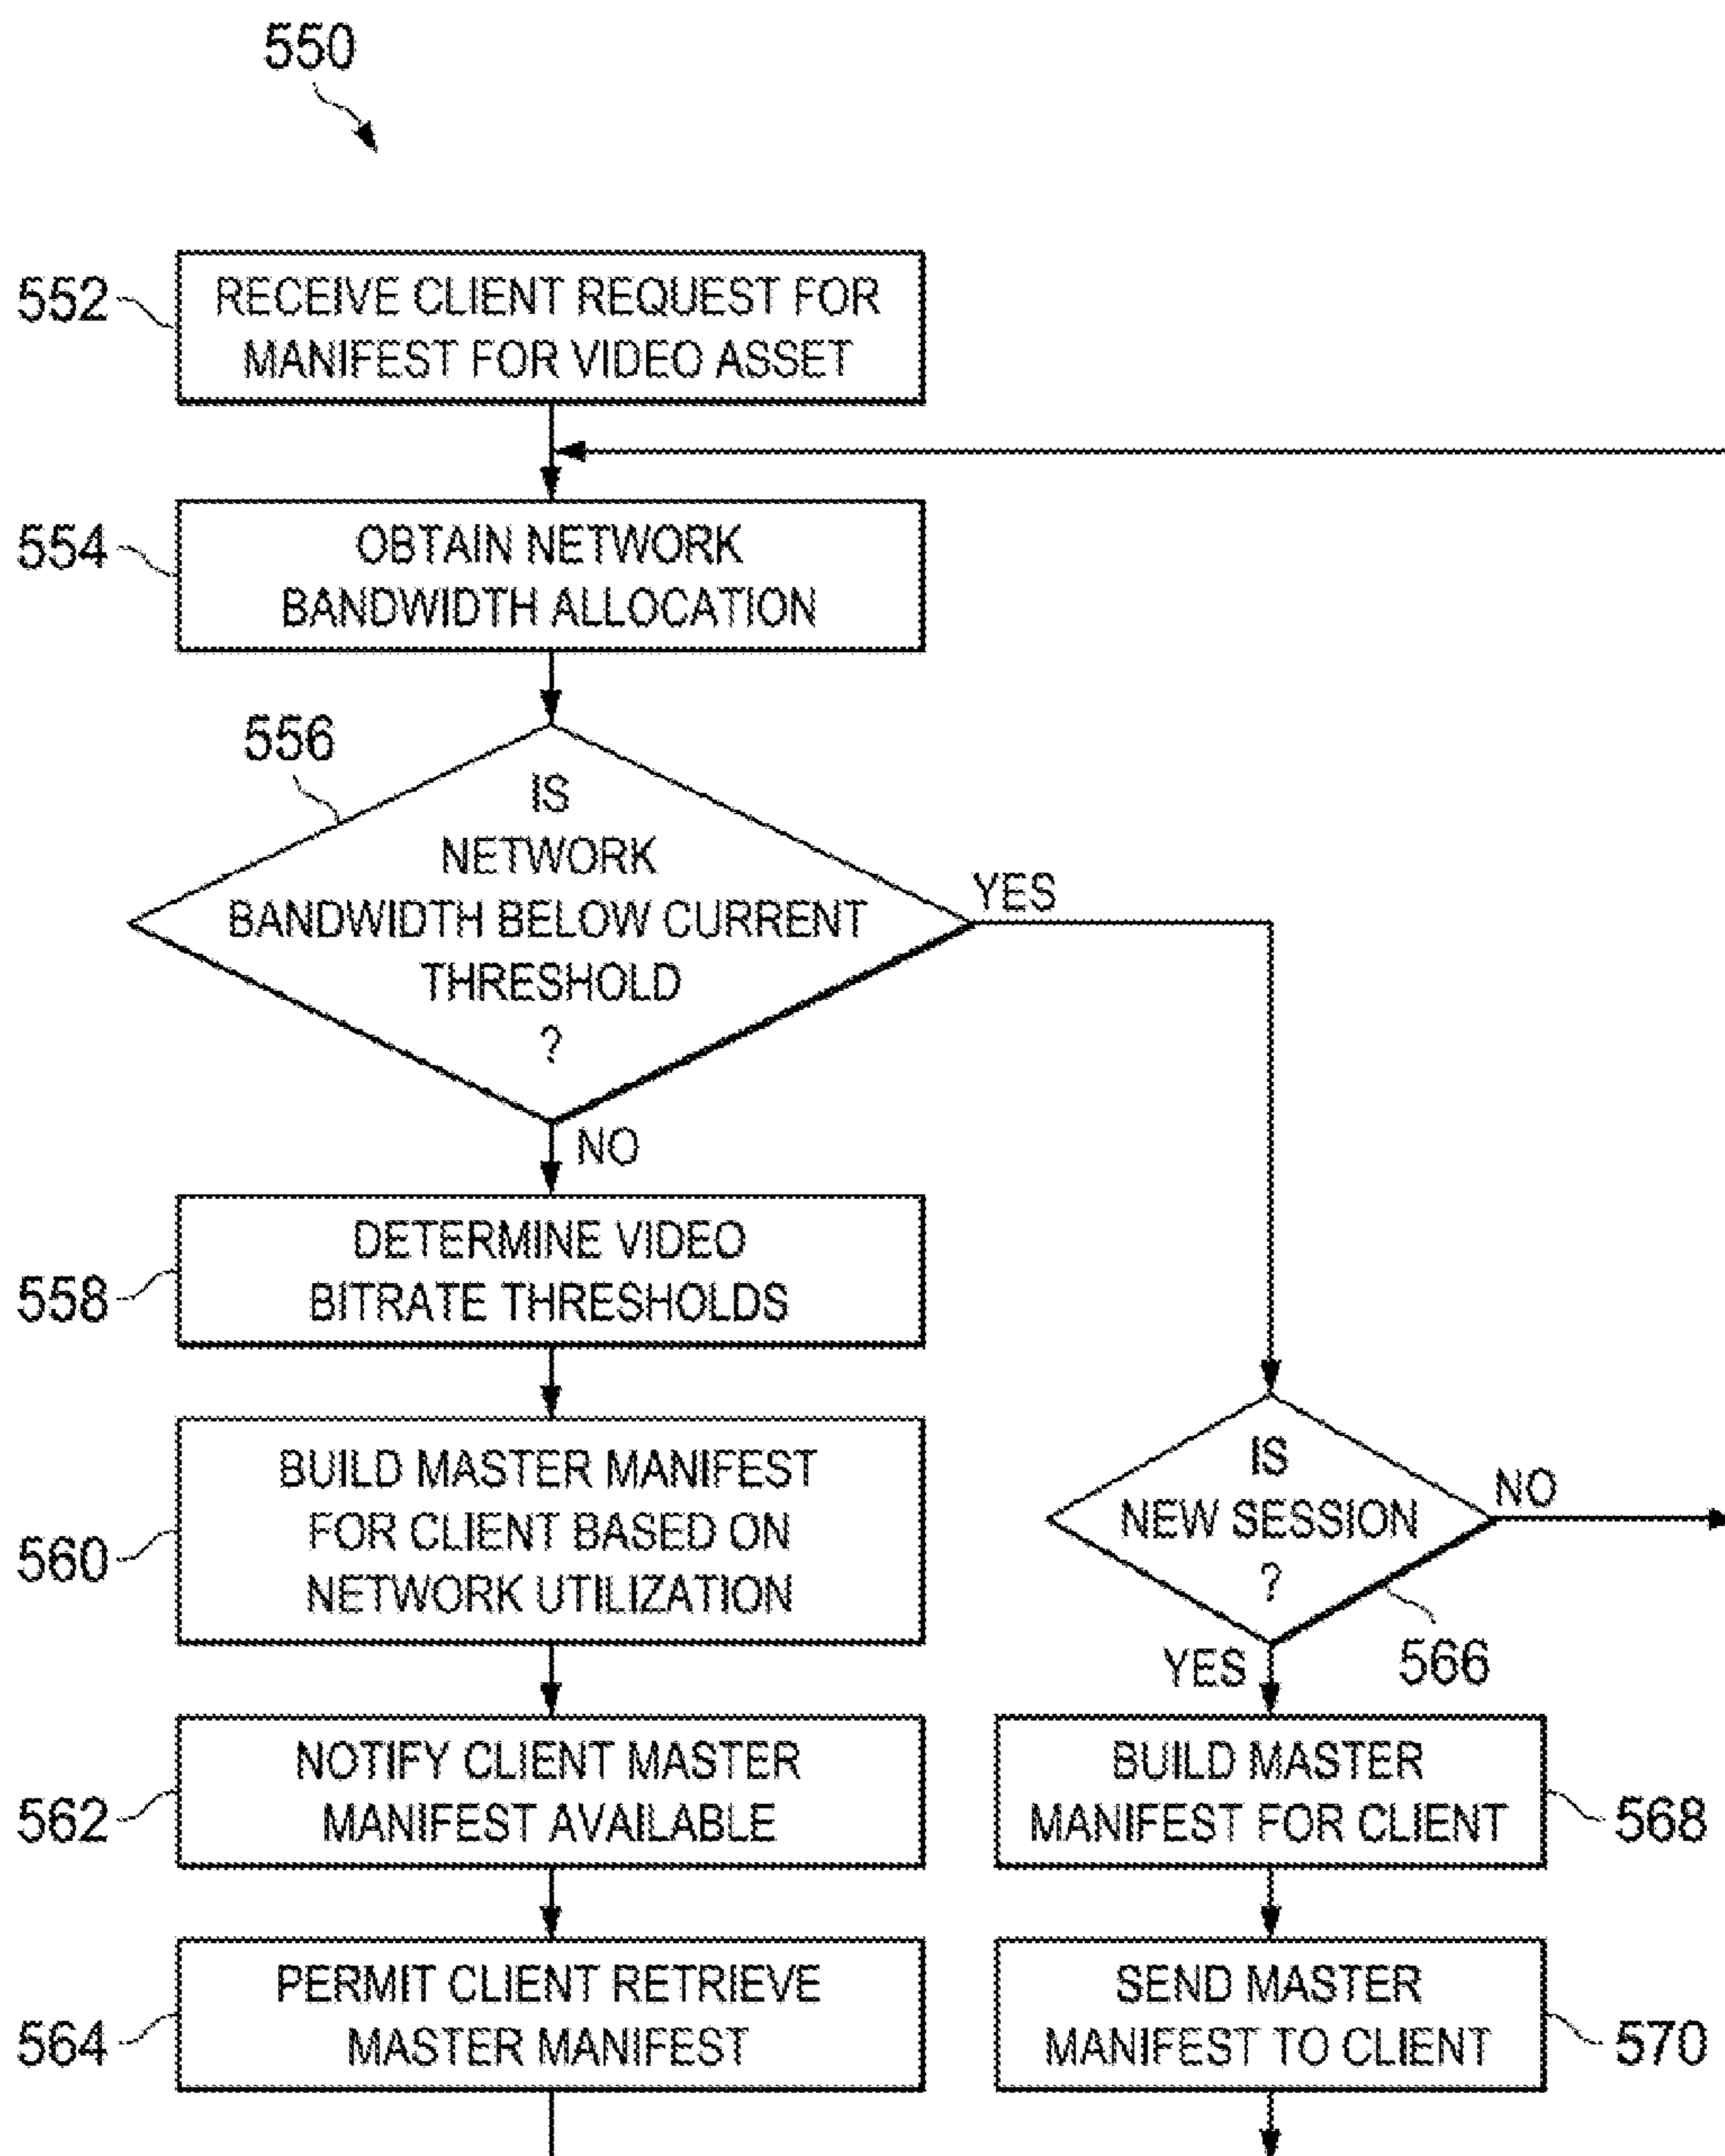 550
552
RECEIVE CLIENT REQUEST FOR
MANIFEST FOR VIDEO ASSET
554
OBTAIN NETWORK
BANDWIDTH ALLOCATION
556
IS
NETWORK
BANDWIDTH BELOW CURRENT
THRESHOLD
?
YES
NO
558
DETERMINE VIDEO
BITRATE THRESHOLDS
560
BUILD MASTER MANIFEST
FOR CLIENT BASED ON
NETWORK UTILIZATION
562
NOTIFY CLIENT MASTER
MANIFEST AVAILABLE
564
PERMIT CLIENT RETRIEVE
MASTER MANIFEST
IS
NEW SESSION
?
NO
YES
566
BUILD MASTER
MANIFEST FOR CLIENT
568
SEND MASTER
MANIFEST TO CLIENT
570